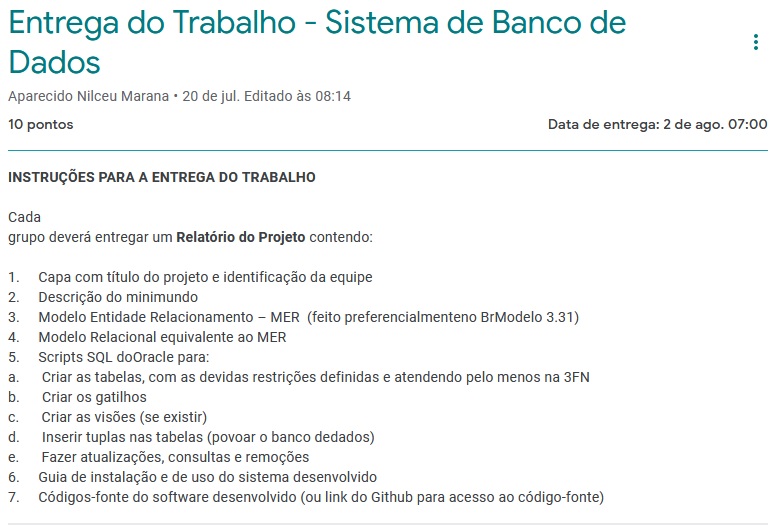 Entrega do Trabalho - Sistema de Banco de
Dados
Aparecido Nilceu Marana • 20 de jul. Editado às 08:14
10 pontos
Data de entrega: 2 de ago. 07:00
INSTRUÇÕES PARA A ENTREGA DO TRABALHO
Cada
grupo deverá entregar um Relatório do Projeto contendo:
1. Capa com título do projeto e identificação da equipe
2. Descrição do minimundo
3. Modelo Entidade Relacionamento – MER (feito preferencialmenteno BrModelo 3.31)
4. Modelo Relacional equivalente ao MER
5. Scripts SQL doOracle para:
a. Criar as tabelas, com as devidas restrições definidas e atendendo pelo menos na 3FN
b. Criar os gatilhos
c. Criar as visões (se existir)
d. Inserir tuplas nas tabelas (povoar o banco dedados)
e. Fazer atualizações, consultas e remoções
6. Guia de instalação e de uso do sistema desenvolvido
7. Códigos-fonte do software desenvolvido (ou link do Github para acesso ao código-fonte)